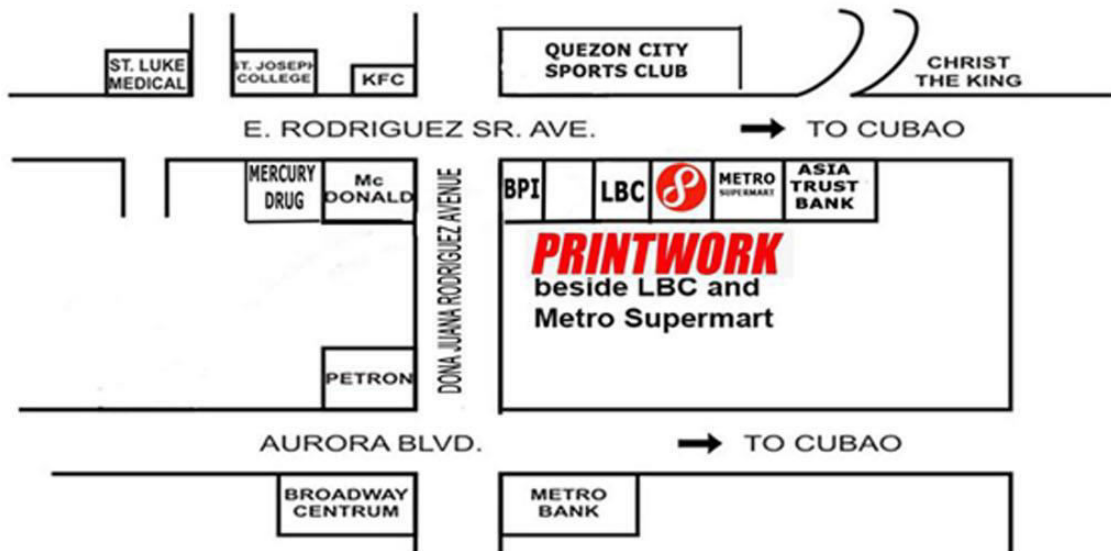 ST. LUKE
MEDICAL
ST. JOSEPH
COLLEGE
KFC
QUEZON CITY
SPORTS CLUB
CHRIST
THE KING
E. RODRIGUEZ SR. AVE.
TO CUBAO
MERCURY
DRUG
Mc
DONALD
DONA JUANA RODRIGUEZ AVENUE
BPI
LBC
METRO
SUPERMART
ASIA
TRUST
BANK
PRINTWORK
beside LBC and
Metro Supermart
PETRON
AURORA BLVD.
TO CUBAO
BROADWAY
CENTRUM
METRO
BANK